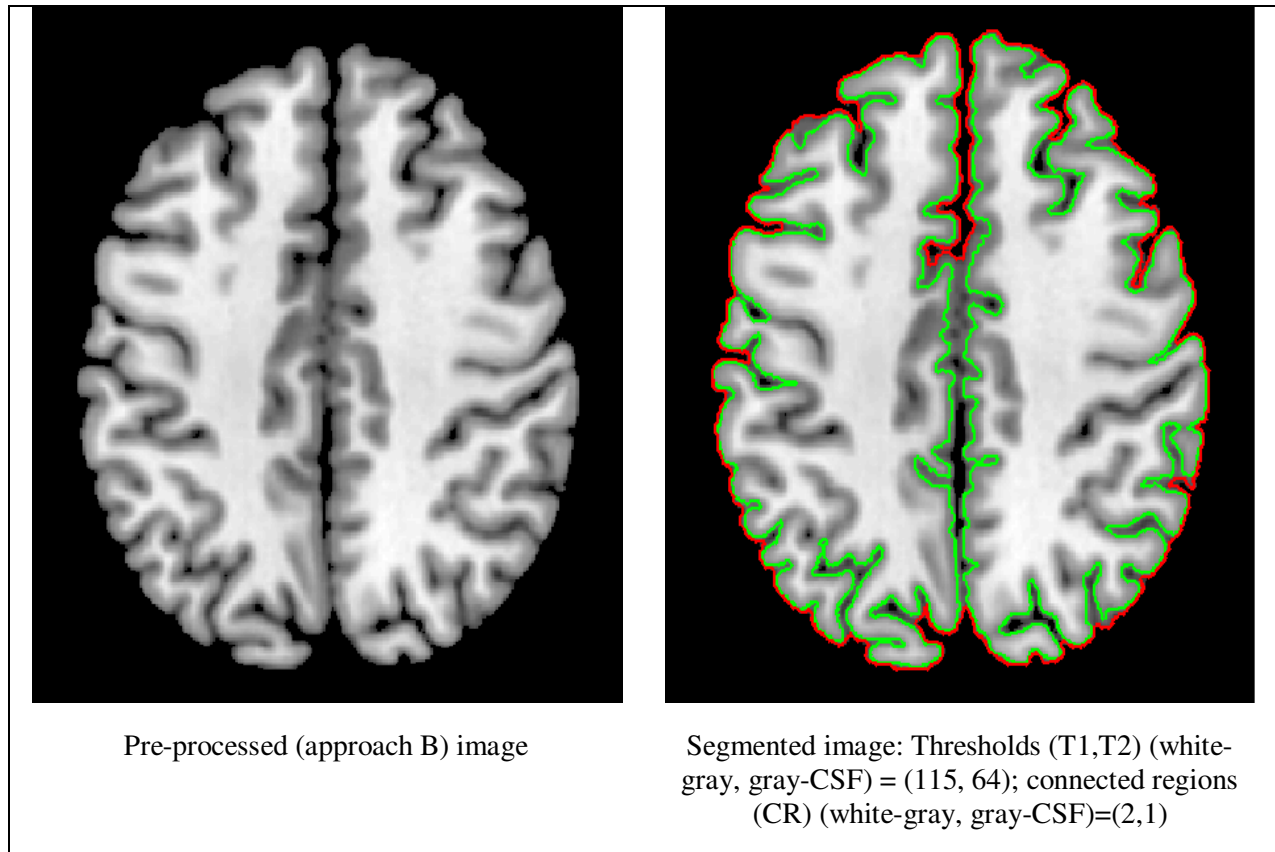 Pre-processed (approach B) image
Segmented image: Thresholds (T1,T2) (white-
gray, gray-CSF) = (115, 64); connected regions
(CR) (white-gray, gray-CSF)=(2,1)